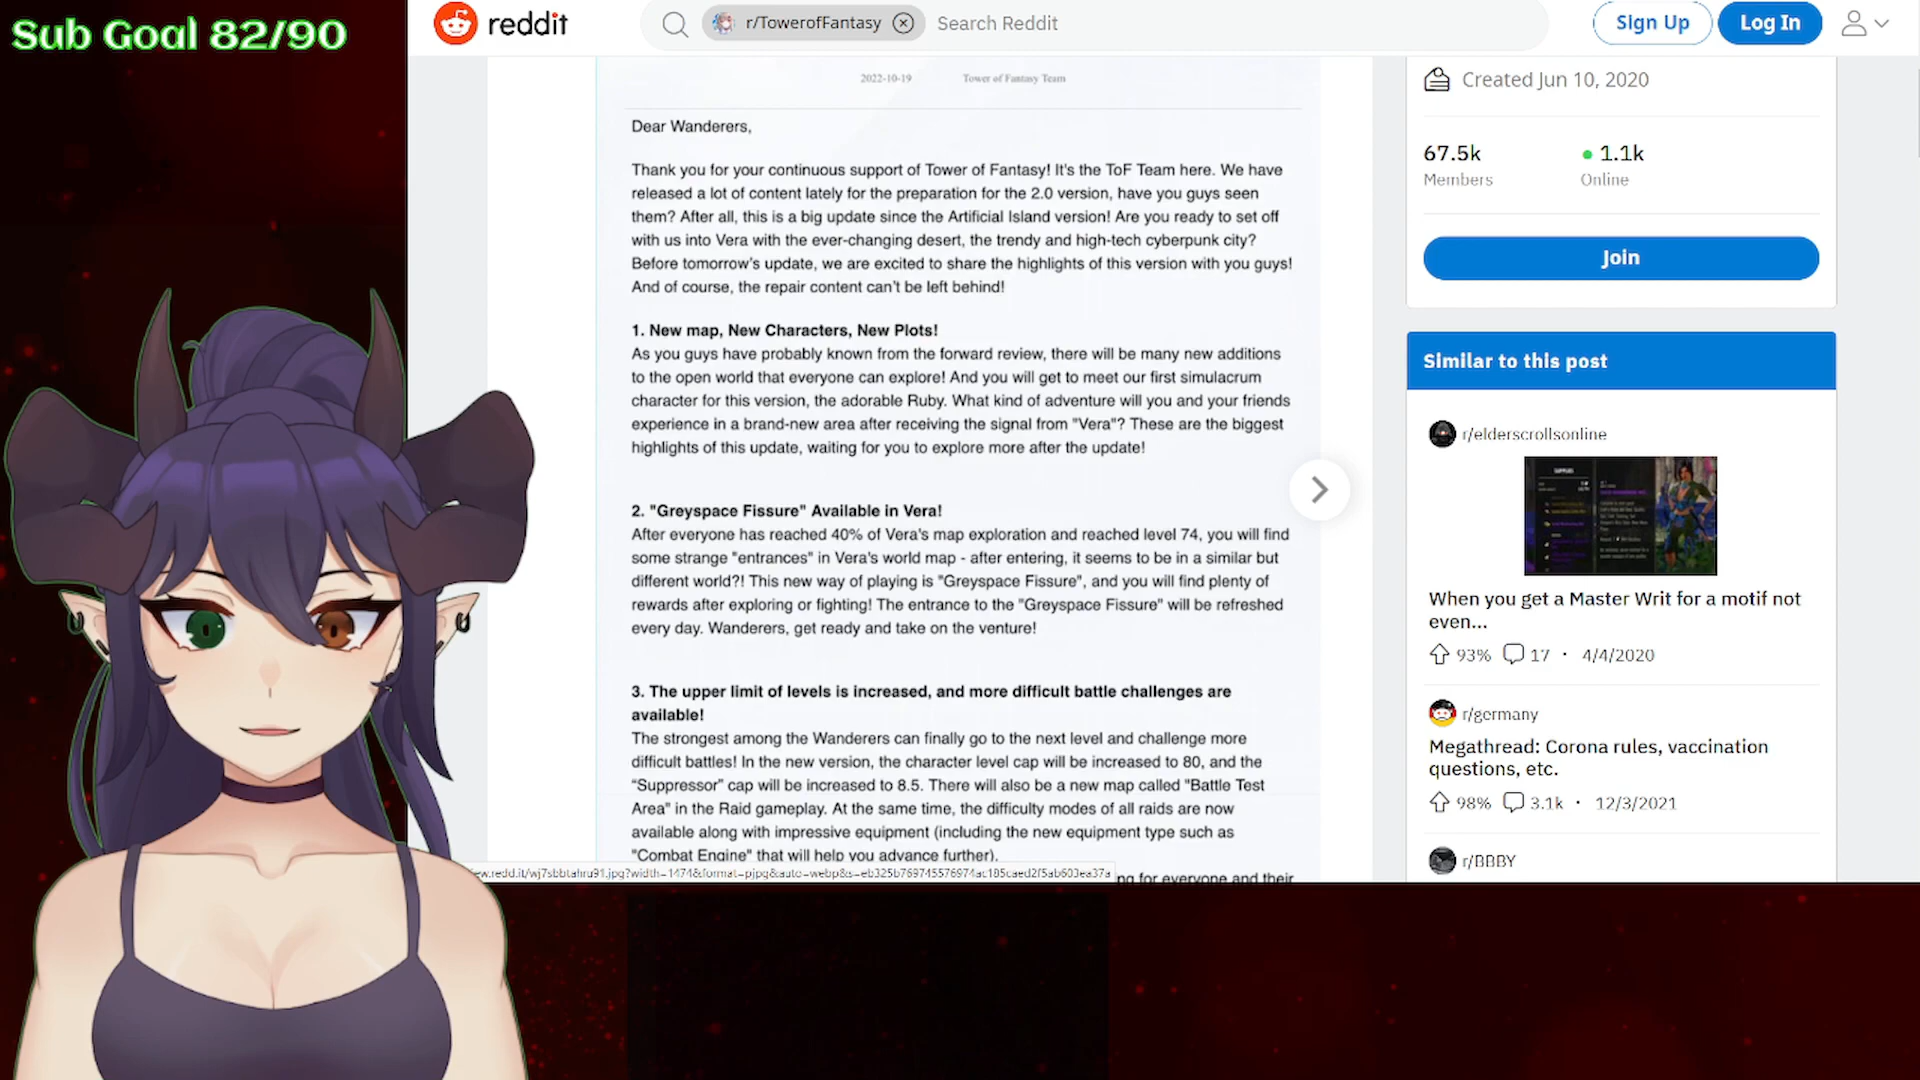 Sub Goal 82/90
reddit
r/TowerofFantasy
Search Reddit
Sign Up
Log In
2022-10-19 Tower of Fantasy Team
Dear Wanderers,
Thank you for your continuous support of Tower of Fantasy! It's the ToF Team here. We have
released a lot of content lately for the preparation for the 2.0 version, have you guys seen
them? After all, this is a big update since the Artificial Island version! Are you ready to set off
with us into Vera with the ever-changing desert, the trendy and high-tech cyberpunk city?
Before tomorrow's update, we are excited to share the highlights of this version with you guys!
And of course, the repair content can't be left behind!
1. New map, New Characters, New Plots!
As you guys have probably known from the forward review, there will be many new additions
to the open world that everyone can explore! And you will get to meet our first simulacrum
character for this version, the adorable Ruby. What kind of adventure will you and your friends
experience in a brand-new area after receiving the signal from "Vera"? These are the biggest
highlights of this update, waiting for you to explore more after the update!
2. "Greyspace Fissure" Available in Vera!
After everyone has reached 40% of Vera's map exploration and reached level 74, you will find
some strange "entrances" in Vera's world map - after entering, it seems to be in a similar but
different world?! This new way of playing is "Greyspace Fissure", and you will find plenty of
rewards after exploring or fighting! The entrance to the "Greyspace Fissure" will be refreshed
every day. Wanderers, get ready and take on the venture!
3. The upper limit of levels is increased, and more difficult battle challenges are
available!
The strongest among the Wanderers can finally go to the next level and challenge more
difficult battles! In the new version, the character level cap will be increased to 80, and the
“Suppressor” cap will be increased to 8.5. There will also be a new map called "Battle Test
Area" in the Raid gameplay. At the same time, the difficulty modes of all raids are now
available along with impressive equipment (including the new equipment type such as
"Combat Engine" that will help you advance further).
for everyone and their
Created Jun 10, 2020
67.5k 1.1k
Members Online
Join
Similar to this post
r/elderscrollsonline
When you get a Master Writ for a motif not
even...
93% 17 · 4/4/2020
r/germany
Megathread: Corona rules, vaccination
questions, etc.
98% 3.1k · 12/3/2021
r/BBBY